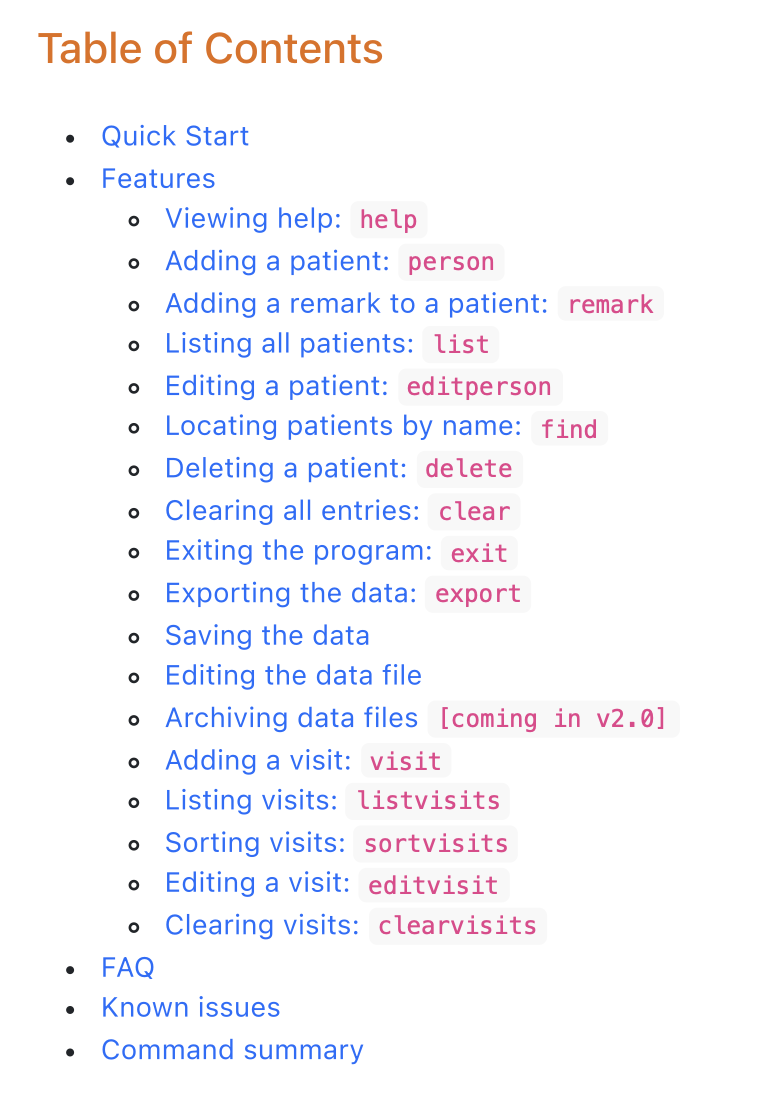 Table of Contents
Quick Start
Features
Viewing help: help
Adding a patient: person
Adding a remark to a patient: remark
Listing all patients: list
Editing a patient: editperson
Locating patients by name: find
Deleting a patient: delete
Clearing all entries: clear
Exiting the program: exit
Exporting the data: export
Saving the data
Editing the data file
Archiving data files [coming in v2.0]
Adding a visit: visit
Listing visits: listvisits
Sorting visits: sortvisits
Editing a visit: editvisit
Clearing visits: clearvisits
FAQ
Known issues
Command summary